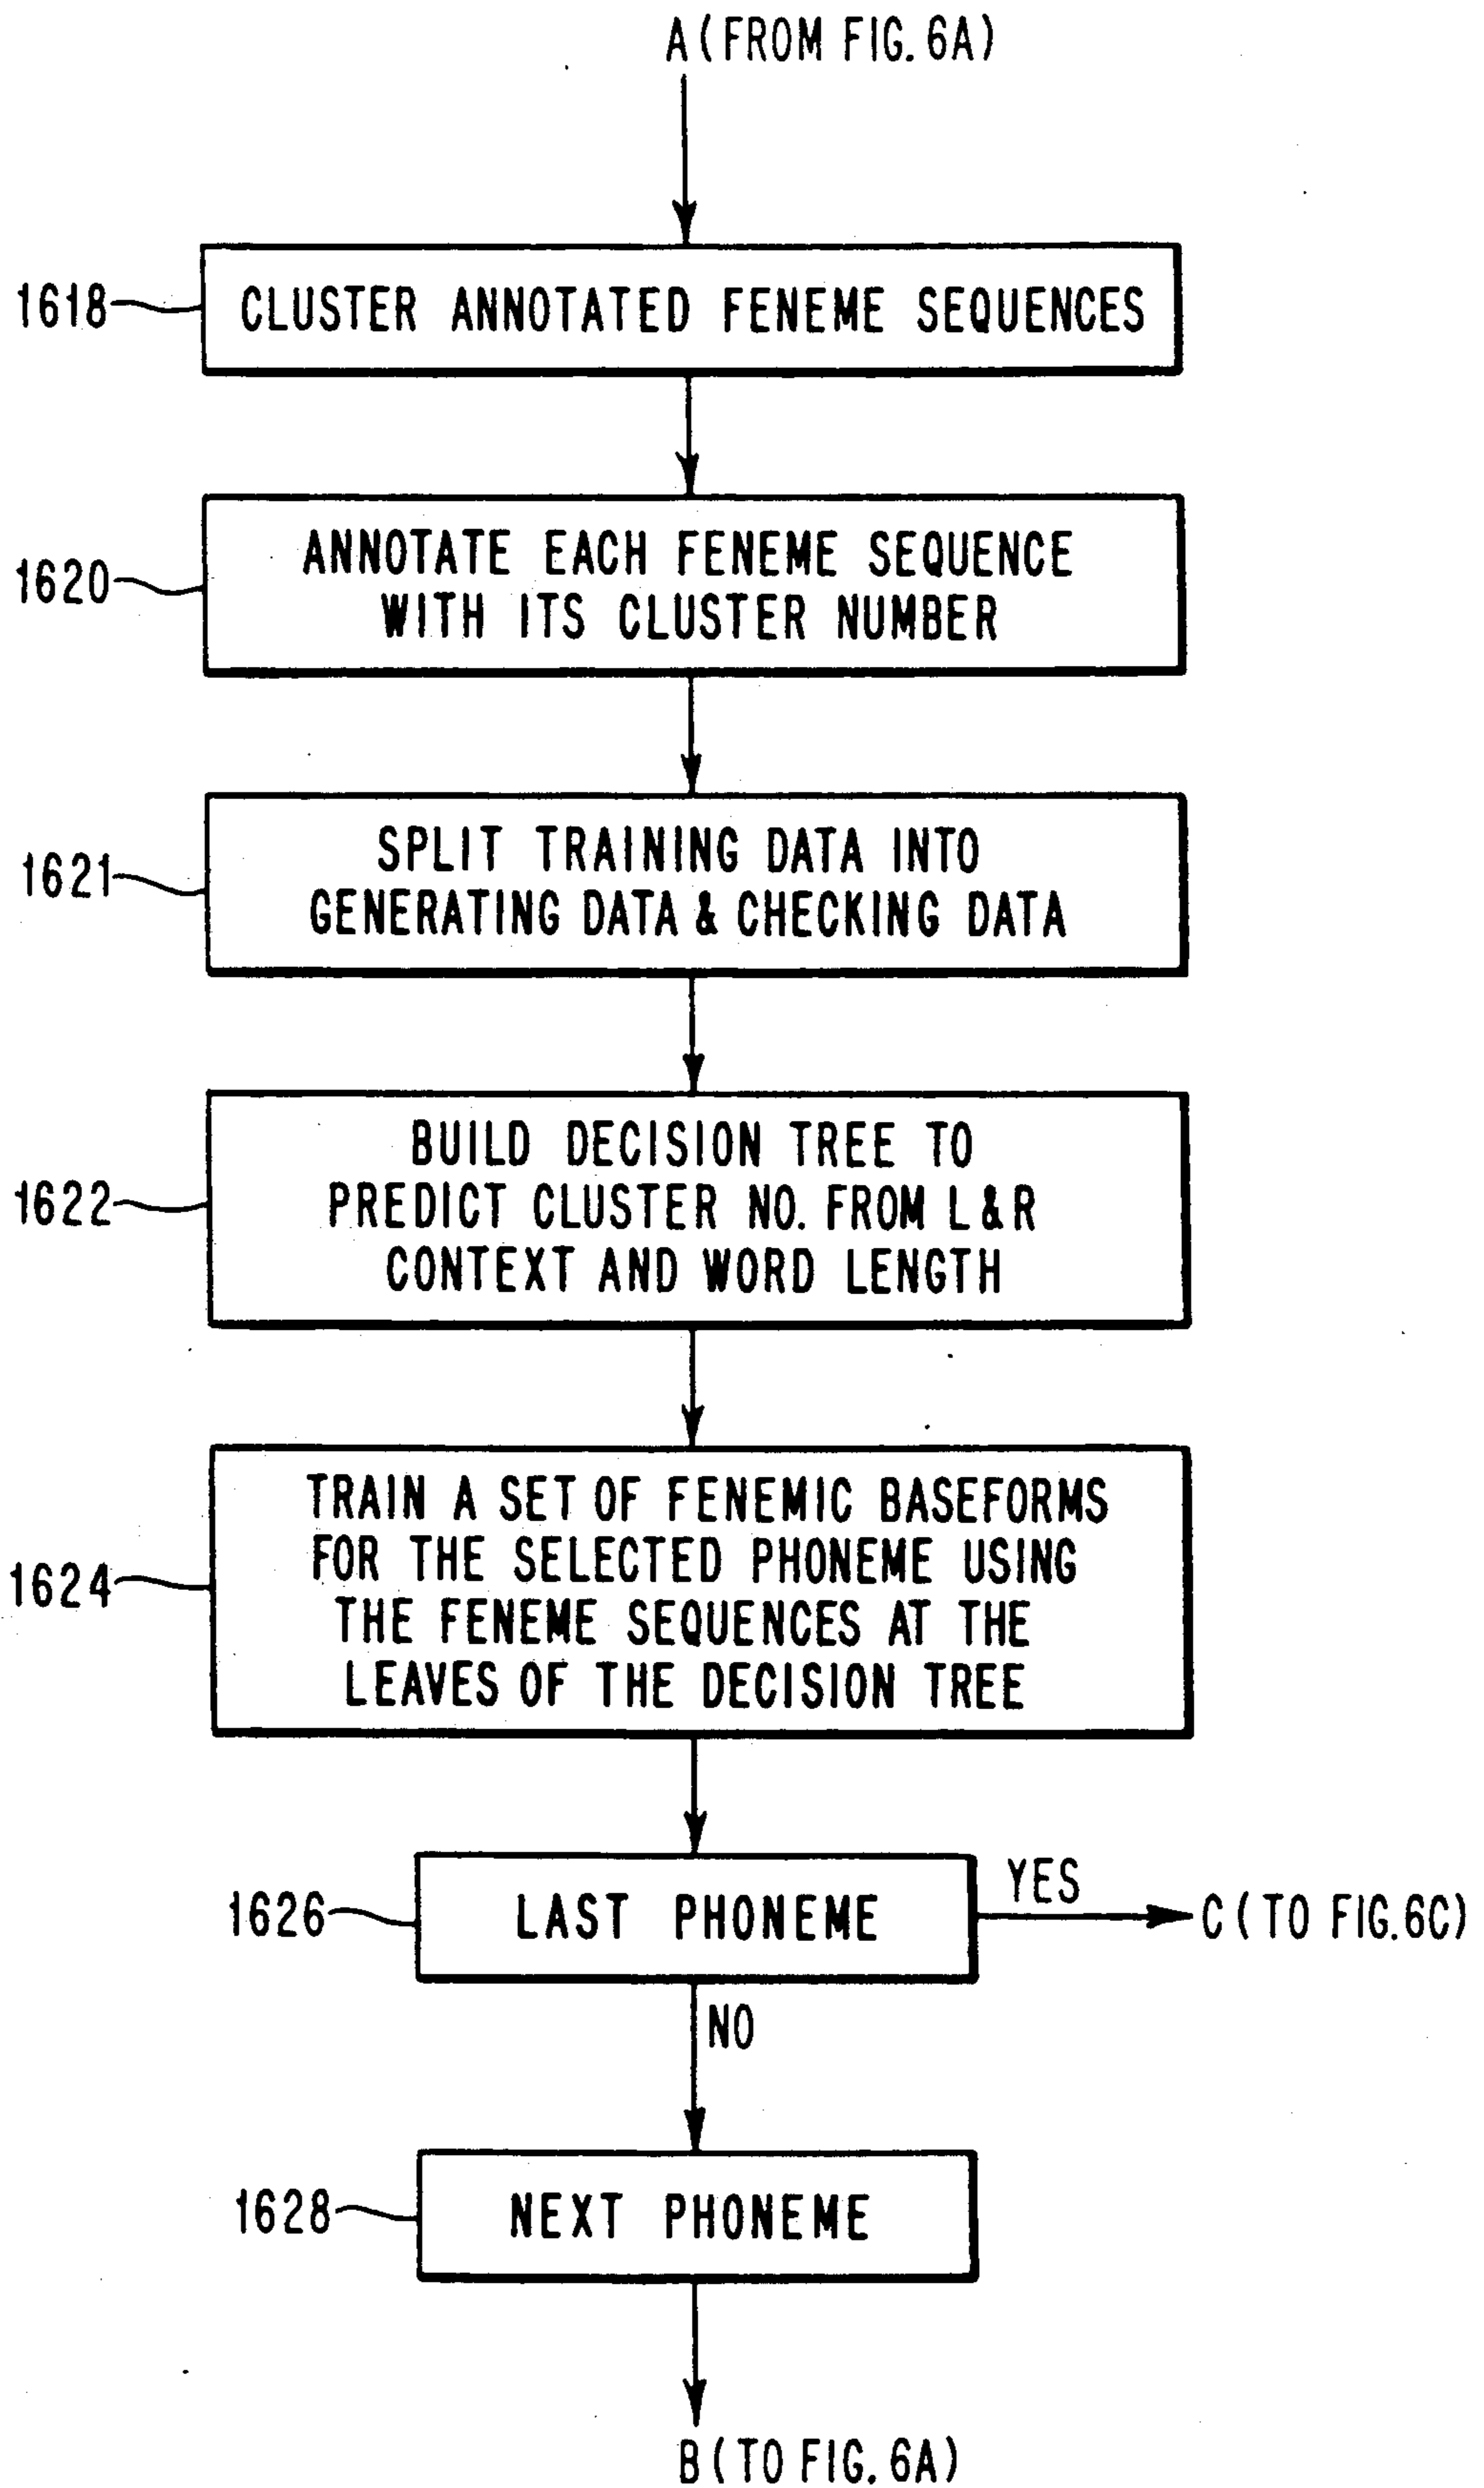 A (FROM FIG. 6A)
1618
CLUSTER ANNOTATED FENEME SEQUENCES
1620
ANNOTATE EACH FENEME SEQUENCE
WITH ITS CLUSTER NUMBER
1621
SPLIT TRAINING DATA INTO
GENERATING DATA & CHECKING DATA
1622
BUILD DECISION TREE TO
PREDICT CLUSTER NO. FROM L & R
CONTEXT AND WORD LENGTH
1624
TRAIN A SET OF FENEMIC BASEFORMS
FOR THE SELECTED PHONEME USING
THE FENEME SEQUENCES AT THE
LEAVES OF THE DECISION TREE
1626
LAST PHONEME
YES
C (TO FIG. 6C)
NO
1628
NEXT PHONEME
B (TO FIG. 6A)